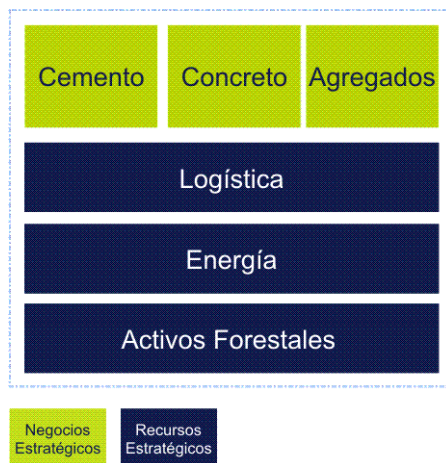 Cemento Concreto Agregados
Logística
Energía
Activos Forestales
Negocios Recursos
Estratégicos Estratégicos